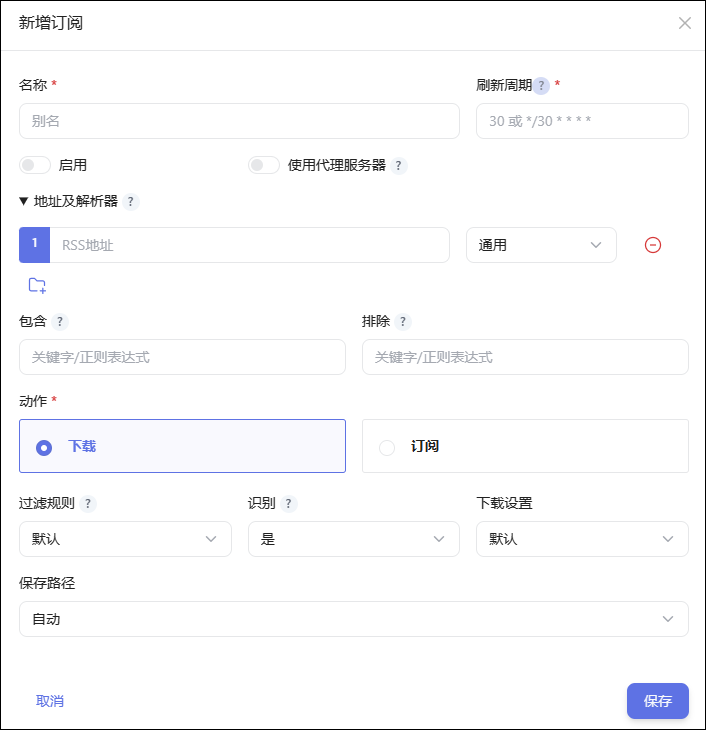 新增订阅
名称 * 刷新周期 ? *
别名 30 或 */30 * * * *
启用 使用代理服务器 ?
▼ 地址及解析器 ?
1 RSS地址 通用
包含 ? 排除 ?
关键字/正则表达式 关键字/正则表达式
动作 *
下载 订阅
过滤规则 ? 识别 ? 下载设置
默认 是 默认
保存路径
自动
取消 保存